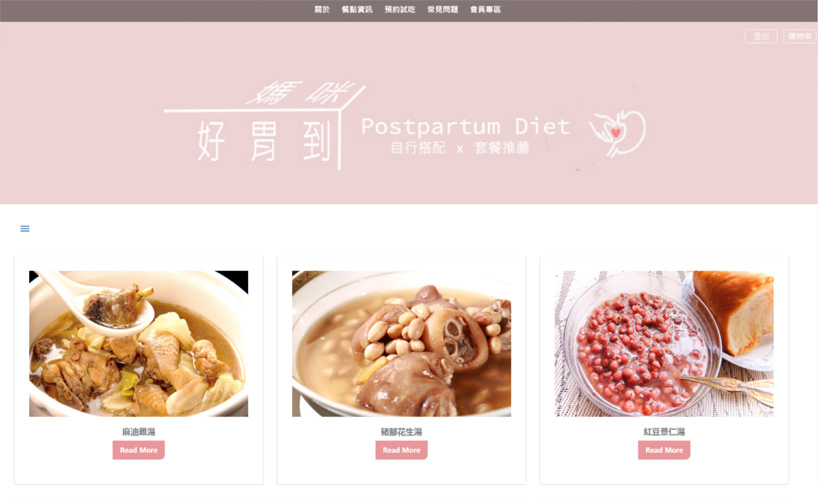 關於 餐點資訊 預約試吃 常見問題 會員專區
登出 購物車
媽咪
好胃到
Postpartum Diet
自行搭配 x 套餐推薦
麻油雞湯
Read More
豬腳花生湯
Read More
紅豆薏仁湯
Read More